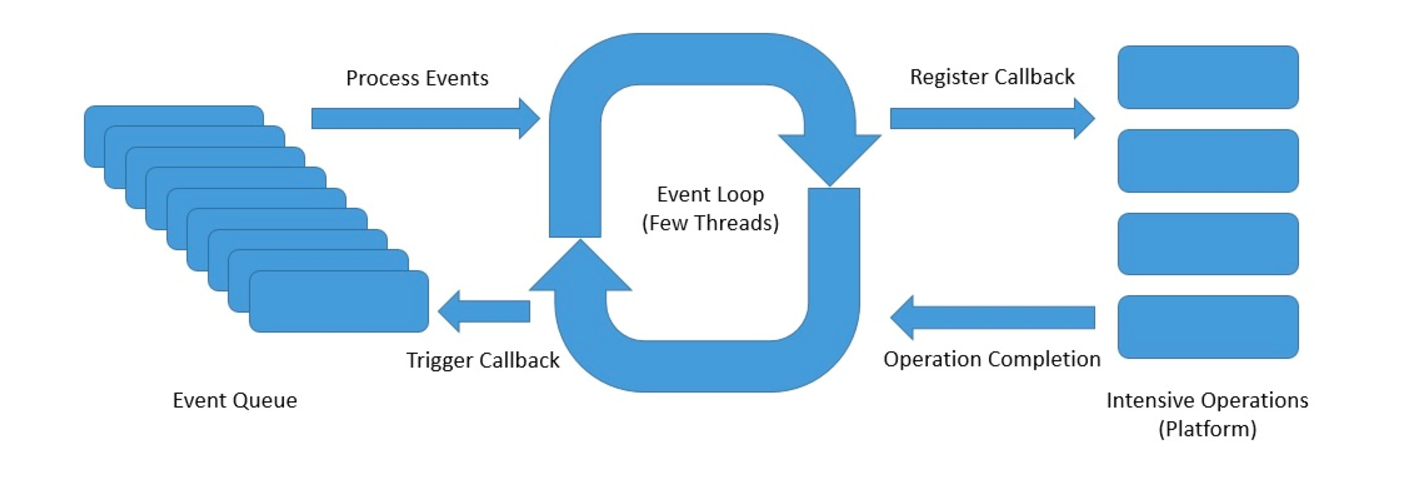 Process Events
Register Callback
Event Loop
(Few Threads)
Trigger Callback
Operation Completion
Event Queue
Intensive Operations
(Platform)